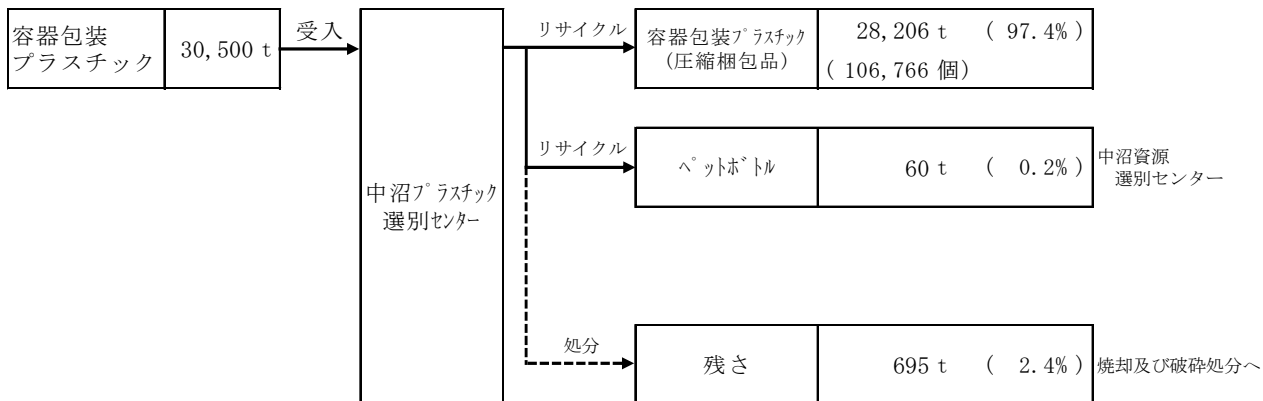 容器包装
プラスチック
30,500 t
受入
中沼プラスチック
選別センター
リサイクル
容器包装プラスチック
(圧縮梱包品)
28,206 t ( 97.4%)
( 106,766 個)
リサイクル
ペットボトル
60 t ( 0.2%)
中沼資源
選別センター
処分
残さ
695 t ( 2.4%)
焼却及び破砕処分へ